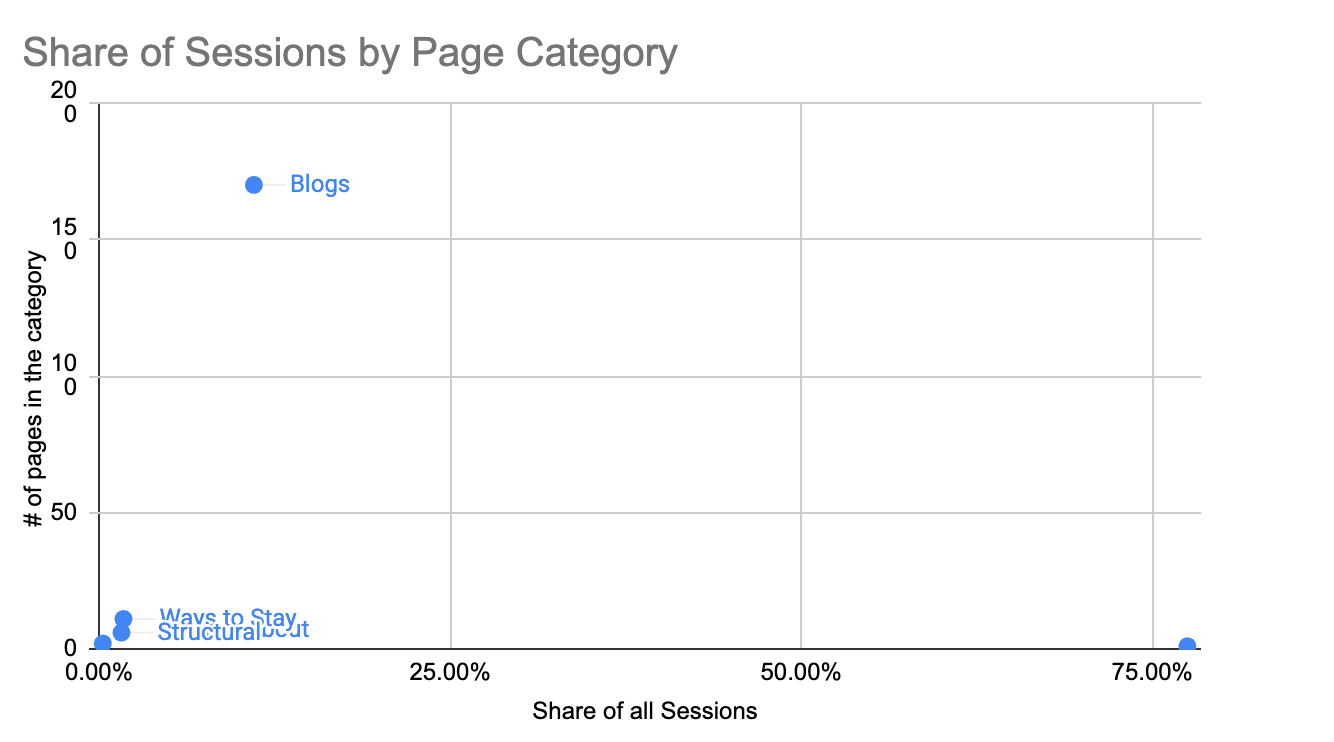 Share of Sessions by Page Category
20
0
Blogs
15
0
10
0
50
Ways to Stay
Structural
0
0.00%
25.00%
50.00%
75.00%
Share of all Sessions
# of pages in the category